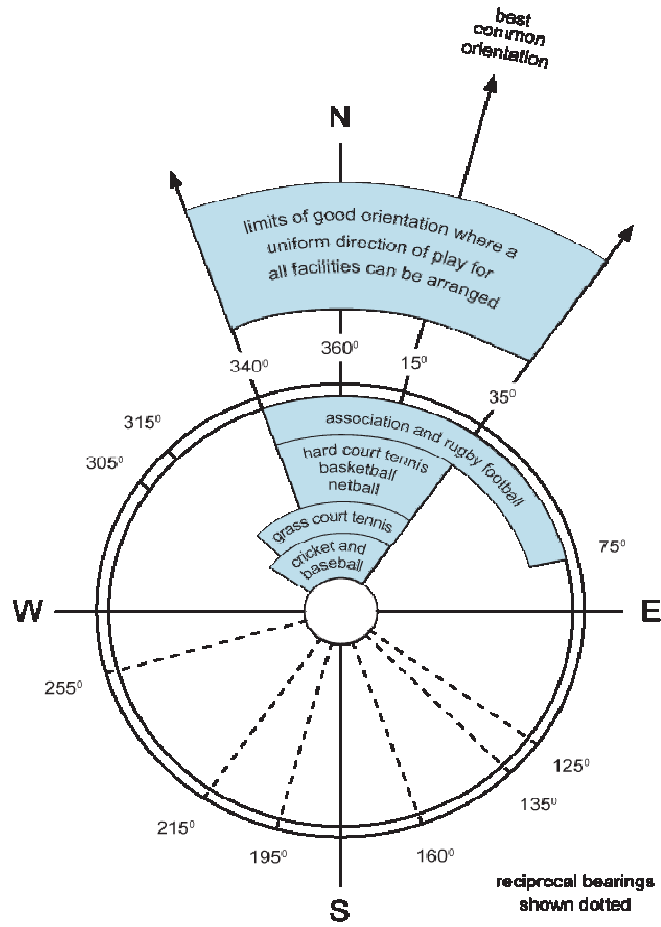 best
common
orientation
N
limits of good orientation where a
uniform direction of play for
all facilities can be arranged
340⁰
360⁰
15⁰
35⁰
315⁰
305⁰
association and rugby football
hard court tennis
basketball
netball
grass court tennis
cricket and
baseball
75⁰
W
E
255⁰
125⁰
135⁰
215⁰
195⁰
160⁰
reciprocal bearings
shown dotted
S